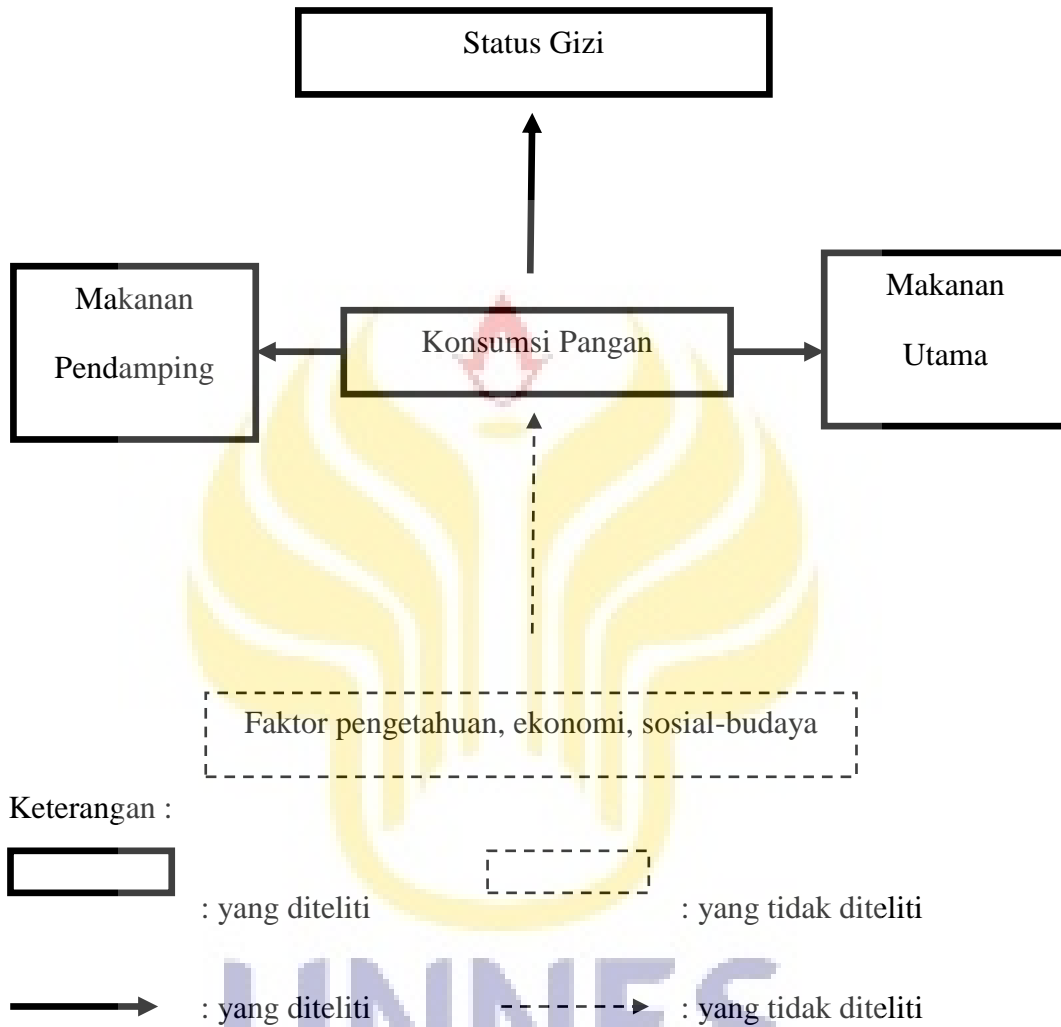 Status Gizi
Makanan
Pendamping
Konsumsi Pangan
Makanan
Utama
Faktor pengetahuan, ekonomi, sosial-budaya
Keterangan :
: yang diteliti
: yang tidak diteliti
: yang diteliti
: yang tidak diteliti
UNNES